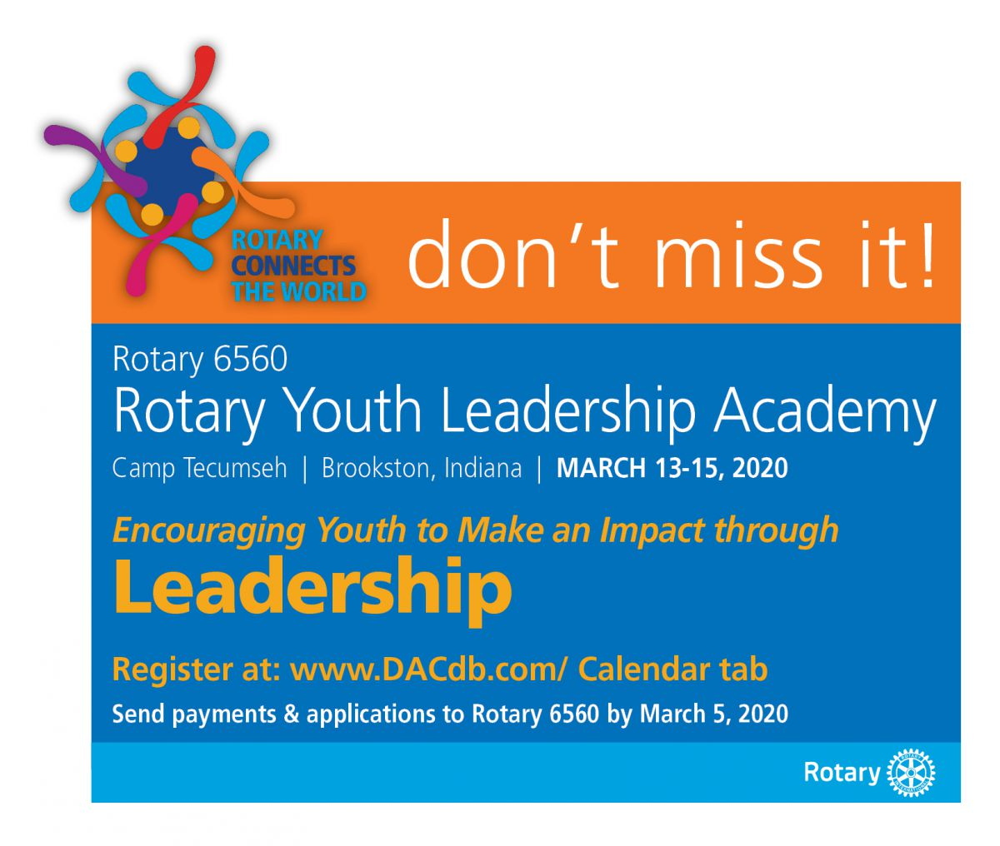 ROTARY
CONNECTS
THE WORLD
don't miss it!
Rotary 6560
Rotary Youth Leadership Academy
Camp Tecumseh | Brookston, Indiana | MARCH 13-15, 2020
Encouraging Youth to Make an Impact through
Leadership
Register at: www.DACdb.com/ Calendar tab
Send payments & applications to Rotary 6560 by March 5, 2020
Rotary
ROTARY
INTERNATIONAL